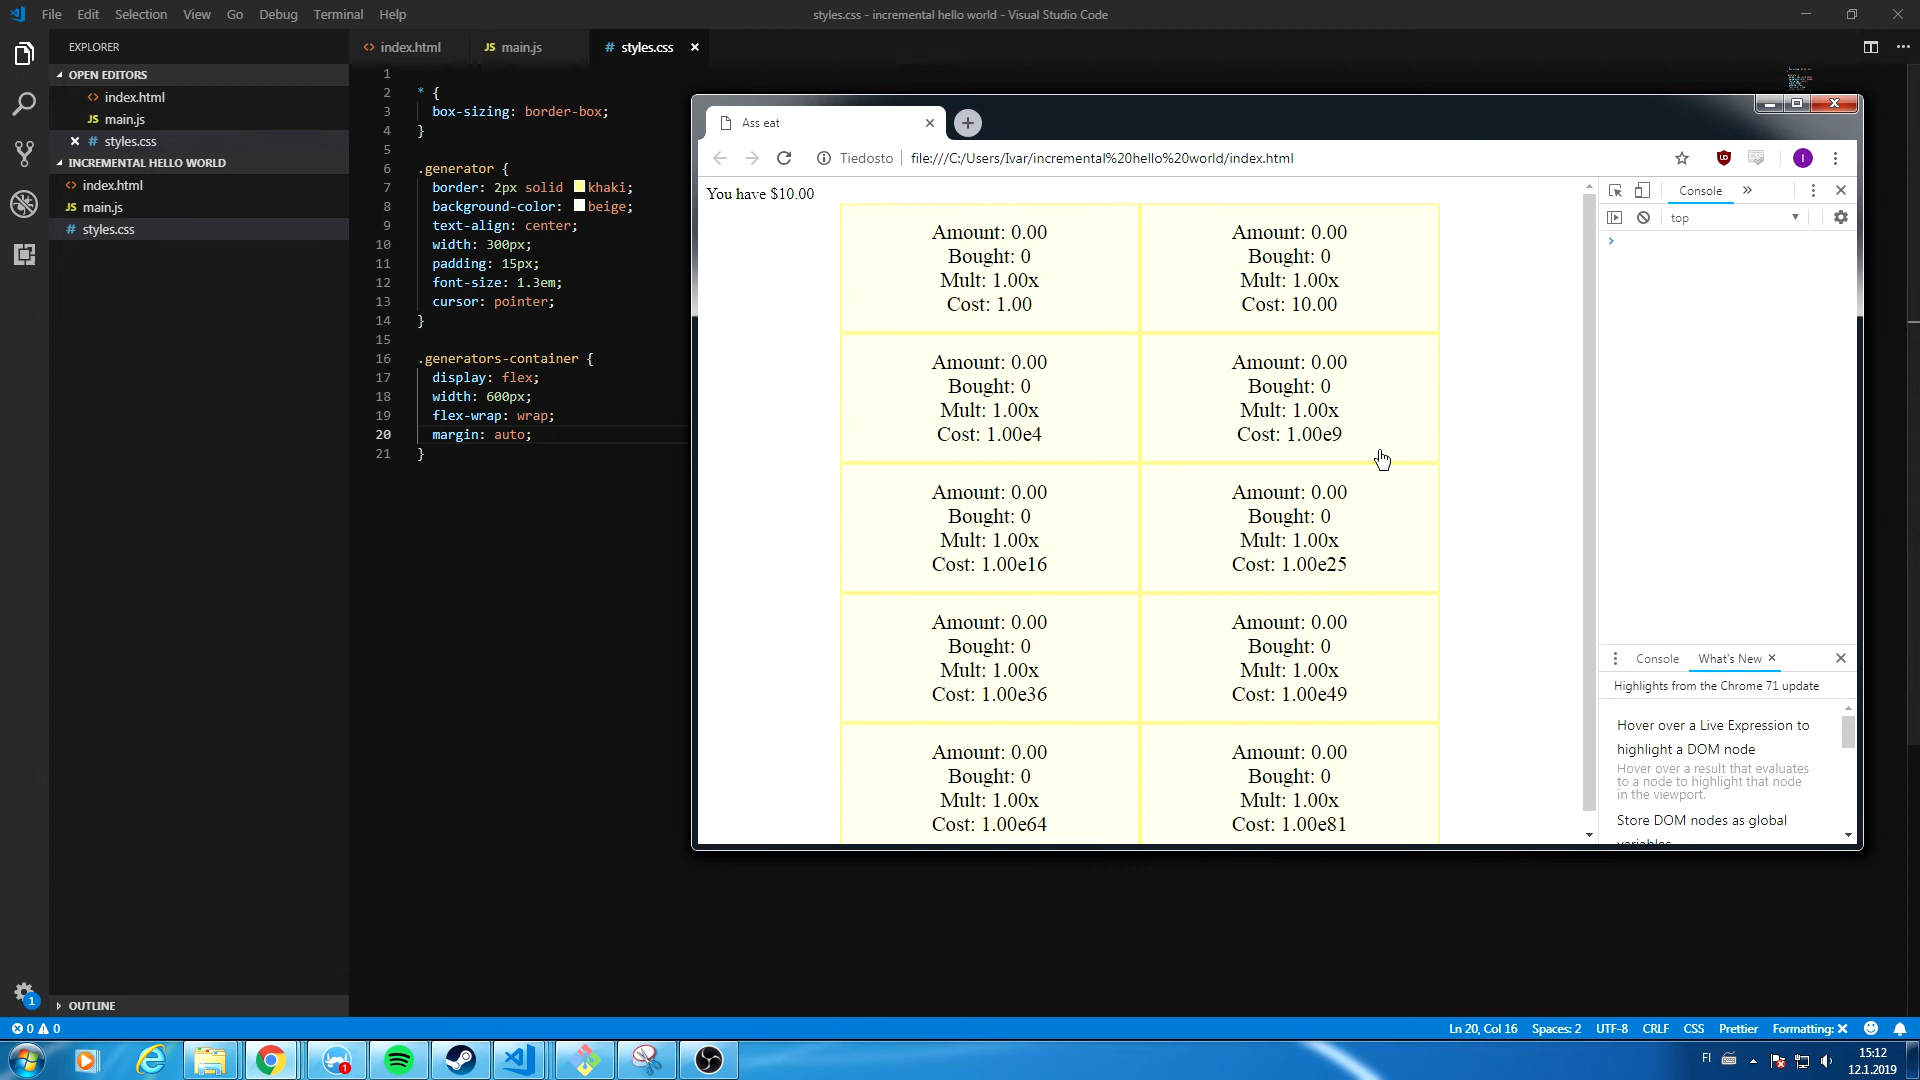 File Edit Selection View Go Debug Terminal Help
styles.css - incremental hello world - Visual Studio Code
EXPLORER
OPEN EDITORS
index.html
main.js
styles.css
INCREMENTAL HELLO WORLD
index.html
JS main.js
# styles.css
OUTLINE
<> index.html JS main.js # styles.css
1
2 * {
3 box-sizing: border-box;
4 }
5
6 .generator {
7 border: 2px solid khaki;
8 background-color: beige;
9 text-align: center;
10 width: 300px;
11 padding: 15px;
12 font-size: 1.3em;
13 cursor: pointer;
14 }
15
16 .generators-container {
17 display: flex;
18 width: 600px;
19 flex-wrap: wrap;
20 margin: auto;
21 }
Ass eat
Tiedosto file:///C:/Users/Ivar/incremental%20hello%20world/index.html
You have $10.00
Amount: 0.00
Bought: 0
Mult: 1.00x
Cost: 1.00
Amount: 0.00
Bought: 0
Mult: 1.00x
Cost: 10.00
Amount: 0.00
Bought: 0
Mult: 1.00x
Cost: 1.00e4
Amount: 0.00
Bought: 0
Mult: 1.00x
Cost: 1.00e9
Amount: 0.00
Bought: 0
Mult: 1.00x
Cost: 1.00e16
Amount: 0.00
Bought: 0
Mult: 1.00x
Cost: 1.00e25
Amount: 0.00
Bought: 0
Mult: 1.00x
Cost: 1.00e36
Amount: 0.00
Bought: 0
Mult: 1.00x
Cost: 1.00e49
Amount: 0.00
Bought: 0
Mult: 1.00x
Cost: 1.00e64
Amount: 0.00
Bought: 0
Mult: 1.00x
Cost: 1.00e81
Console
top
Console What's New
Highlights from the Chrome 71 update
Hover over a Live Expression to
highlight a DOM node
Hover over a result that evaluates
to a node to highlight that node
in the viewport.
Store DOM nodes as global
variables
0 0
Ln 20, Col 16 Spaces: 2 UTF-8 CRLF CSS Prettier Formatting: ×
FI
15:12
12.1.2019